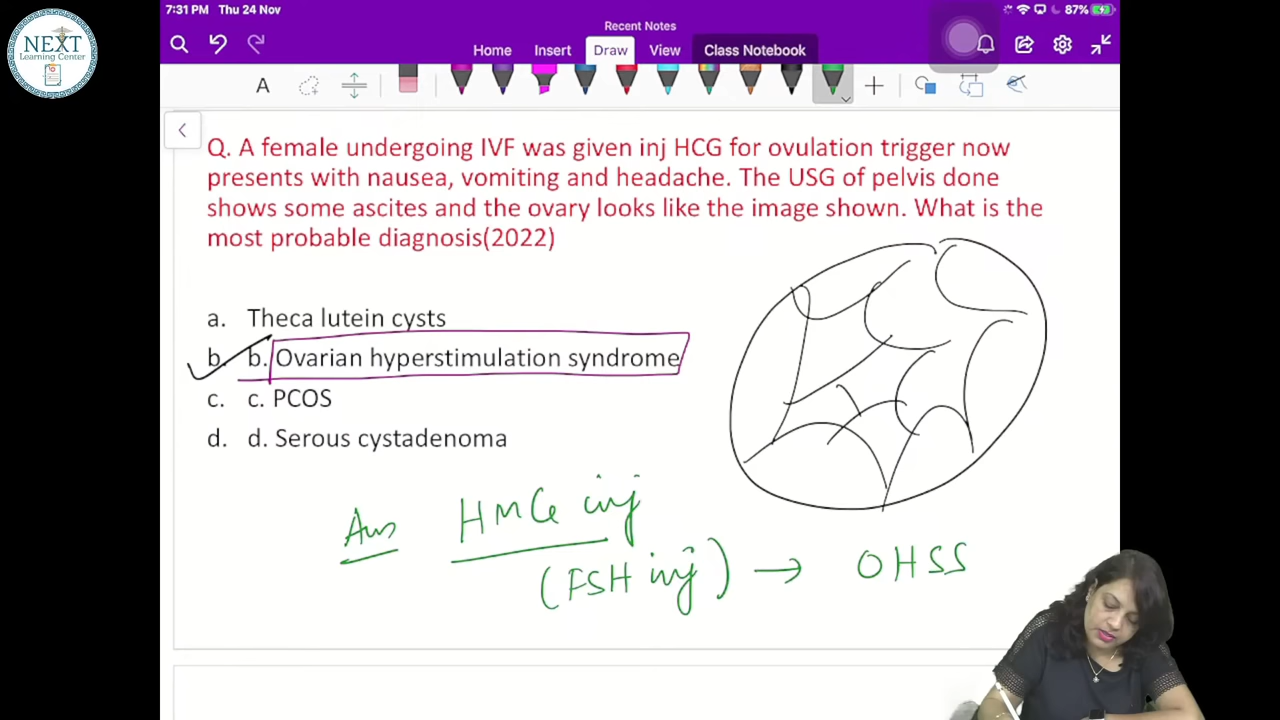 7:31 PM Thu 24 Nov
87%
NEXT
Learning Center
Recent Notes
Home Insert Draw View Class Notebook
A
Q. A female undergoing IVF was given inj HCG for ovulation trigger now
presents with nausea, vomiting and headache. The USG of pelvis done
shows some ascites and the ovary looks like the image shown. What is the
most probable diagnosis(2022)
a. Theca lutein cysts
b. b. Ovarian hyperstimulation syndrome
c. c. PCOS
d. d. Serous cystadenoma
Ans HMG inj
(FSH inj) → OHSS